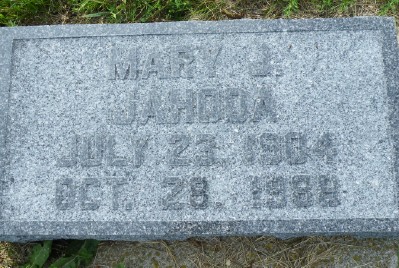 MARY J.
JAHODA
JULY 23, 1904
OCT. 28, 1988